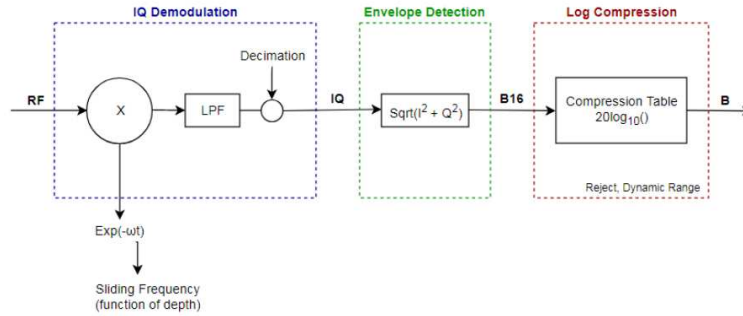 IQ Demodulation
Envelope Detection
Log Compression
Decimation
RF
X
LPF
IQ
Sqrt(I² + Q²)
B16
Compression Table
20log₁₀()
B
Reject, Dynamic Range
Exp(-ωt)
Sliding Frequency
(function of depth)